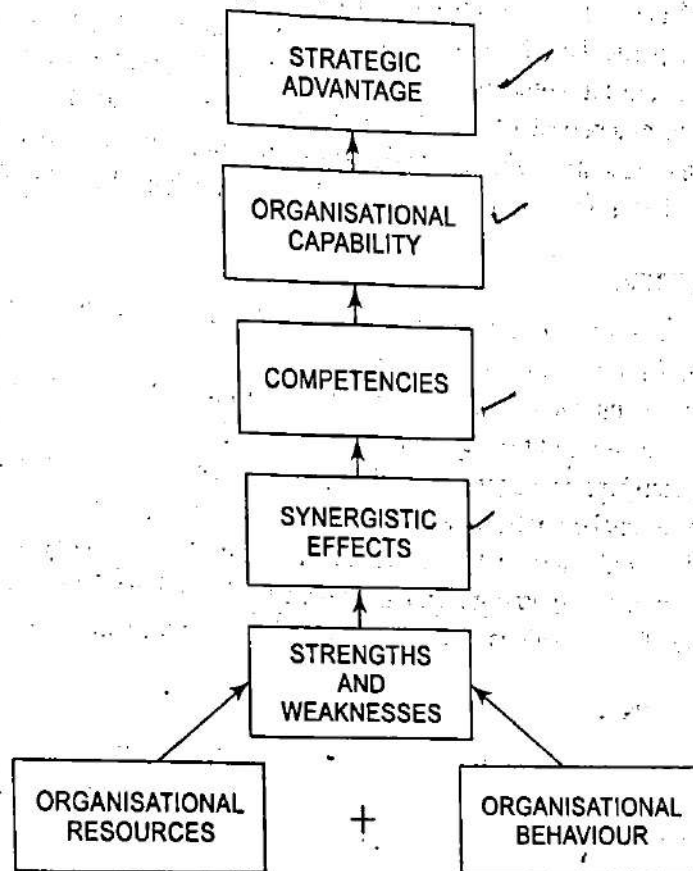 STRATEGIC
ADVANTAGE
ORGANISATIONAL
CAPABILITY
COMPETENCIES
SYNERGISTIC
EFFECTS
STRENGTHS
AND
WEAKNESSES
ORGANISATIONAL
RESOURCES
+
ORGANISATIONAL
BEHAVIOUR